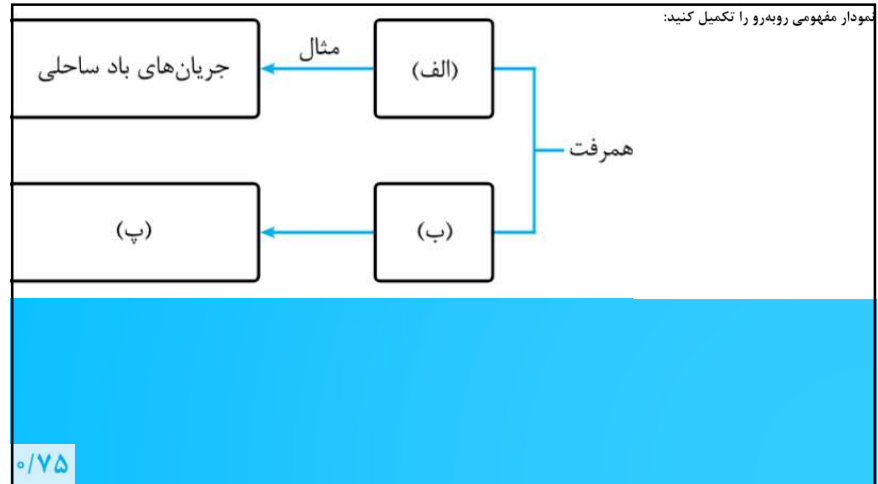 نمودار مفهومی روبه‌رو را تکمیل کنید:
مثال
(الف)
جریان‌های باد ساحلی
همرفت
(ب)
(پ)
۰/۷۵